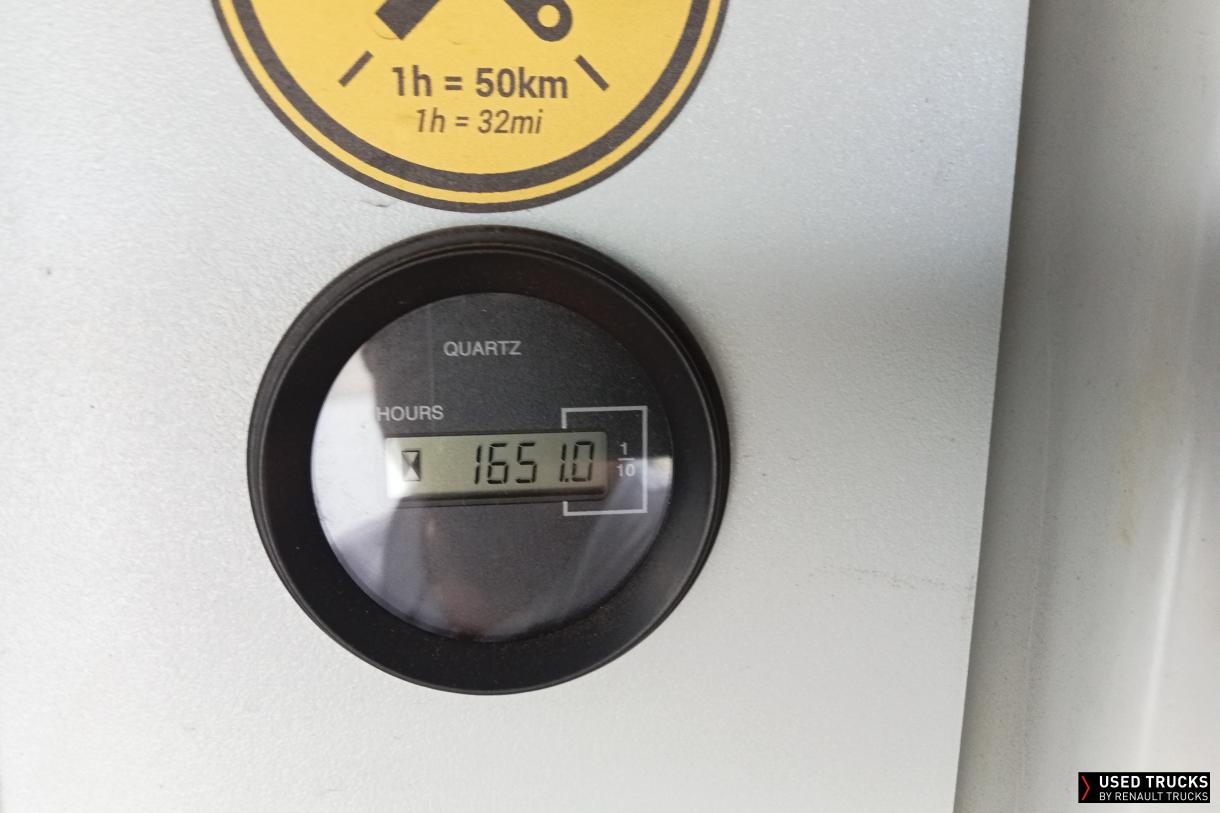 1h = 50km
1h = 32mi
QUARTZ
HOURS
1651.0
1
10
USED TRUCKS
BY RENAULT TRUCKS